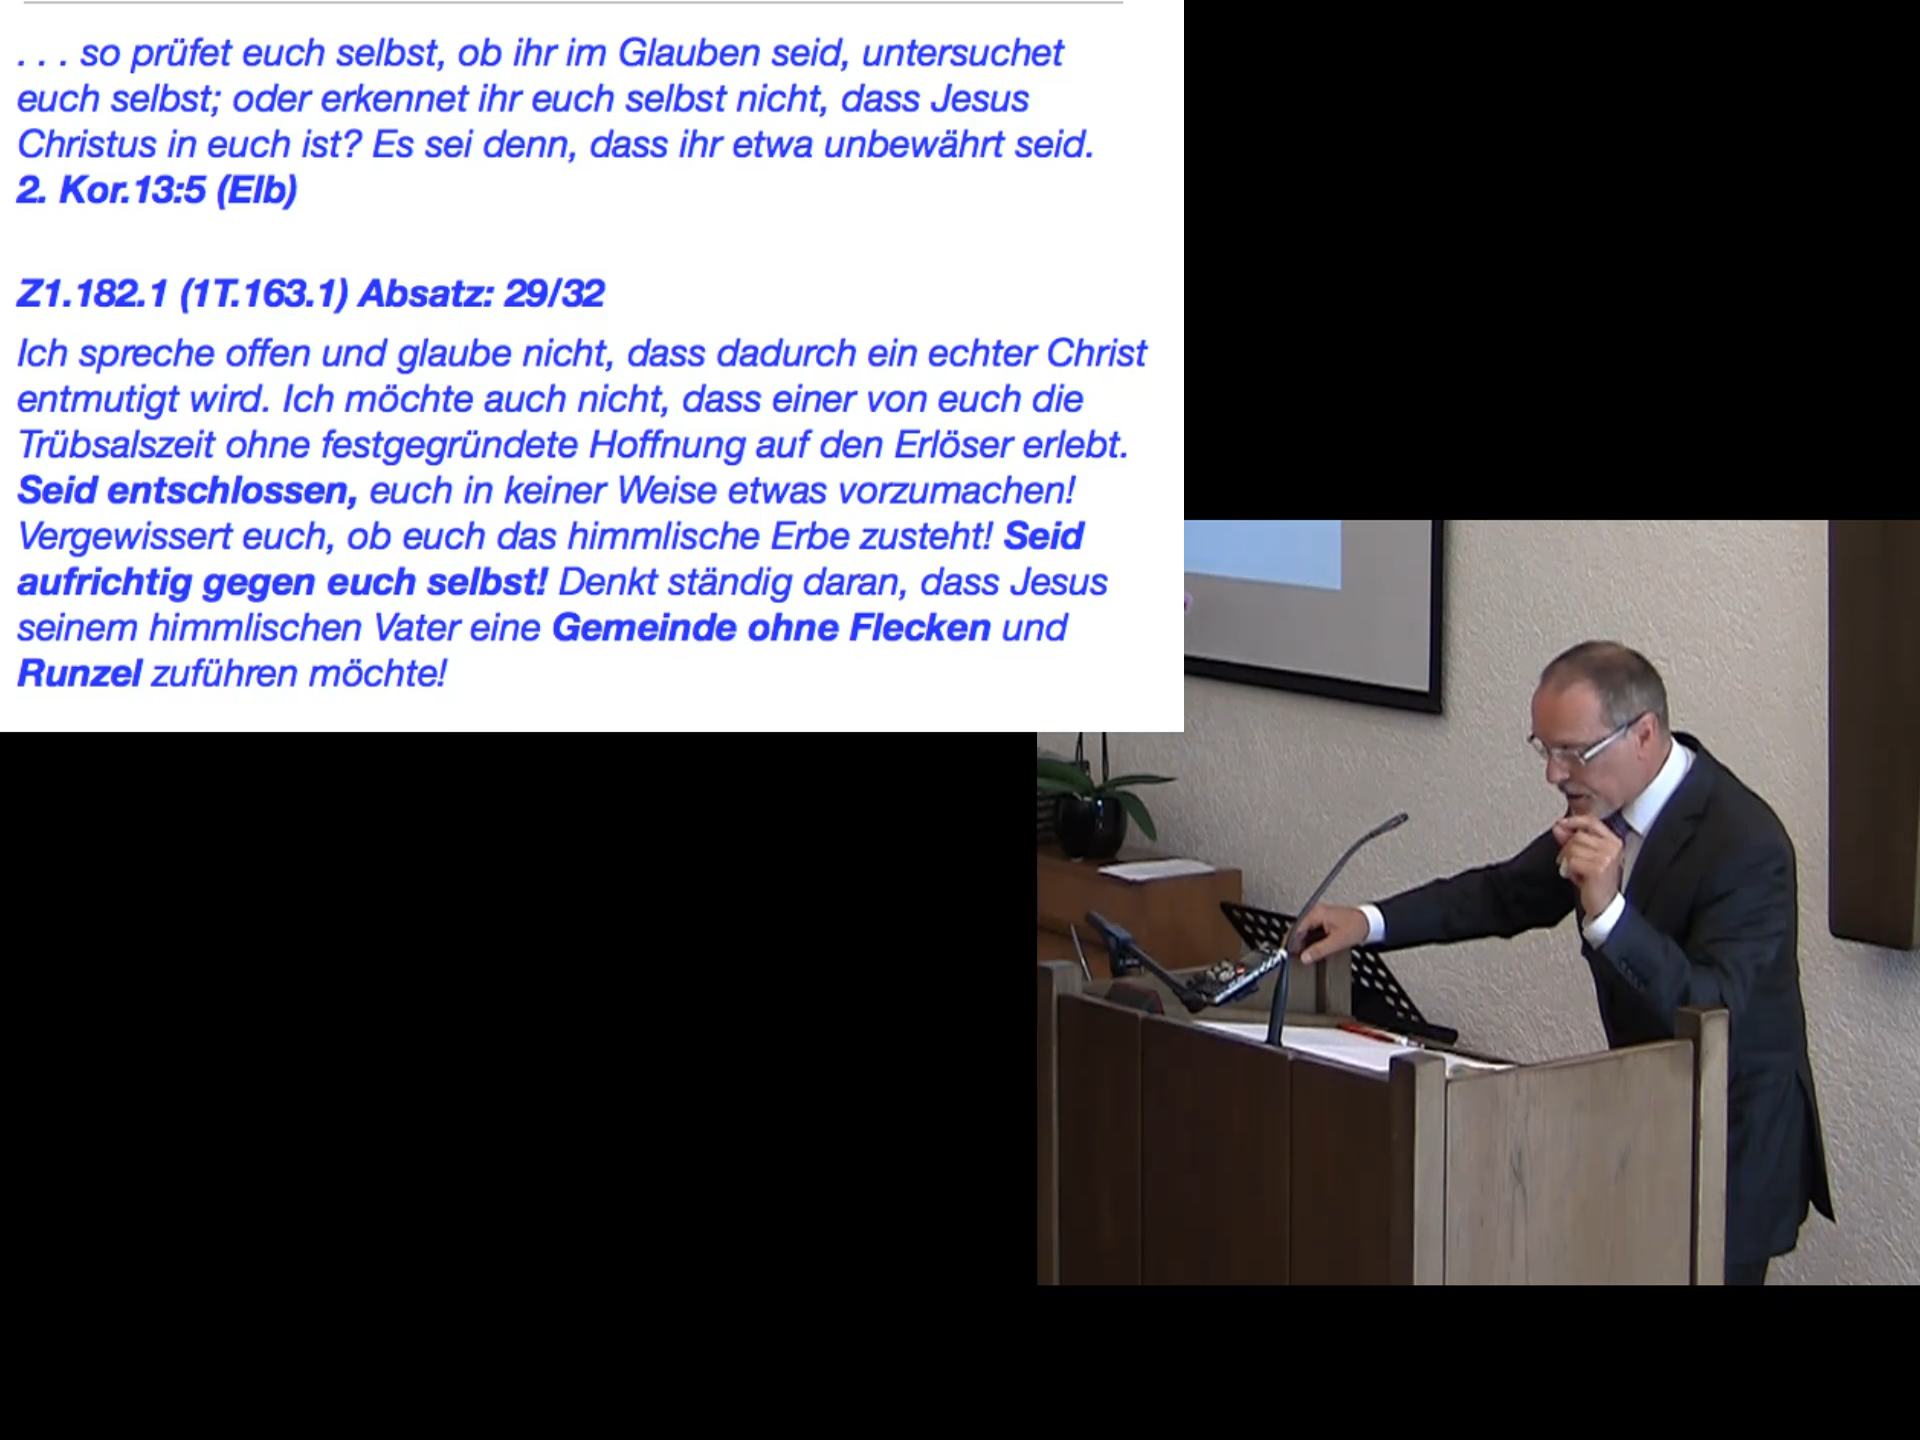 . . . so prüfet euch selbst, ob ihr im Glauben seid, untersuchet
euch selbst; oder erkennet ihr euch selbst nicht, dass Jesus
Christus in euch ist? Es sei denn, dass ihr etwa unbewährt seid.
2. Kor.13:5 (Elb)
Z1.182.1 (1T.163.1) Absatz: 29/32
Ich spreche offen und glaube nicht, dass dadurch ein echter Christ
entmutigt wird. Ich möchte auch nicht, dass einer von euch die
Trübsalszeit ohne festgegründete Hoffnung auf den Erlöser erlebt.
Seid entschlossen, euch in keiner Weise etwas vorzumachen!
Vergewissert euch, ob euch das himmlische Erbe zusteht! Seid
aufrichtig gegen euch selbst! Denkt ständig daran, dass Jesus
seinem himmlischen Vater eine Gemeinde ohne Flecken und
Runzel zuführen möchte!